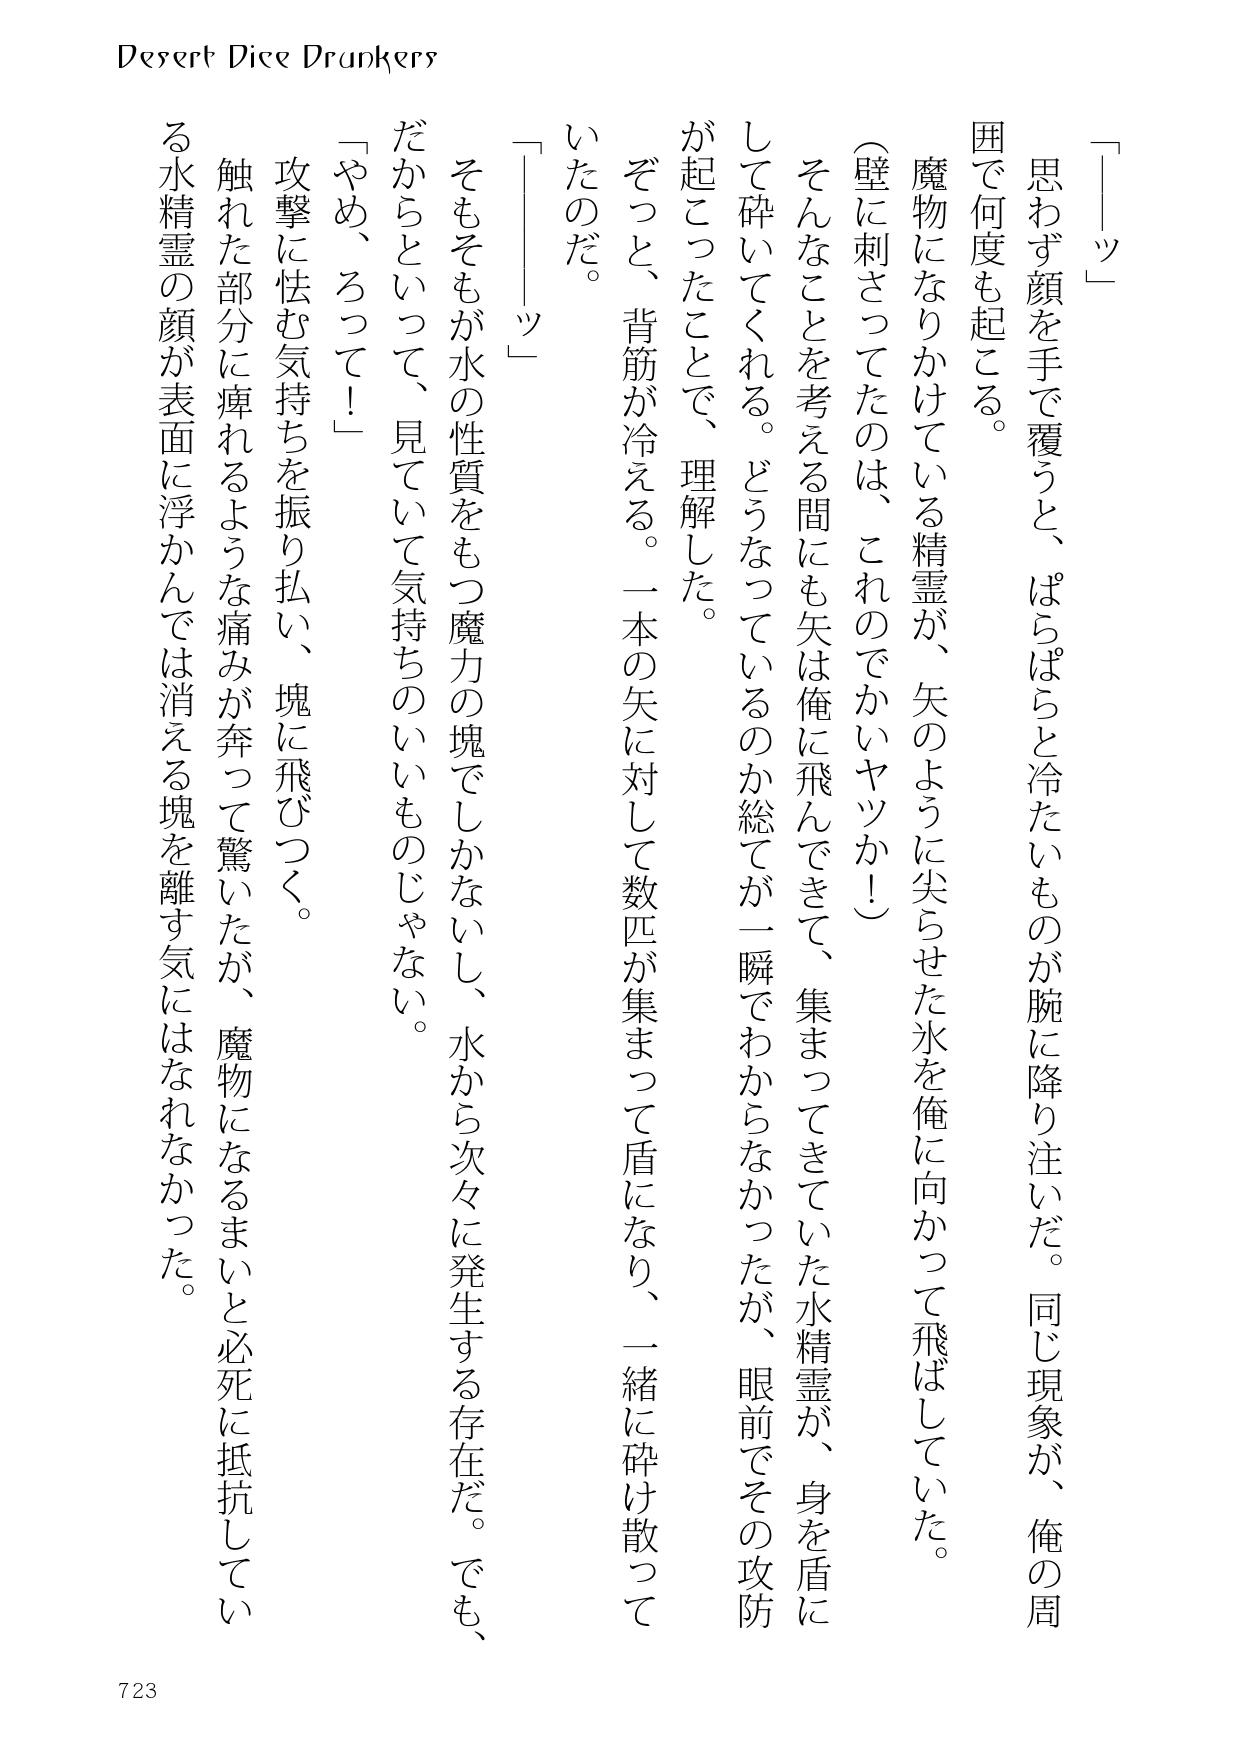 Desert Dice Drunkers
「――ッ」
　思わず顔を手で覆うと、ぱらぱらと冷たいものが腕に降り注いだ。同じ現象が、俺の周
囲で何度も起こる。
　魔物になりかけている精霊が、矢のように尖らせた氷を俺に向かって飛ばしていた。
（壁に刺さってたのは、これのでかいヤツか！）
　そんなことを考える間にも矢は俺に飛んできて、集まってきていた水精霊が、身を盾に
して砕いてくれる。どうなっているのか総てが一瞬でわからなかったが、眼前でその攻防
が起こったことで、理解した。
　ぞっと、背筋が冷える。一本の矢に対して数匹が集まって盾になり、一緒に砕け散って
いたのだ。
「――――ッ」
　そもそもが水の性質をもつ魔力の塊でしかないし、水から次々に発生する存在だ。でも、
だからといって、見ていて気持ちのいいものじゃない。
「やめ、ろって！」
　攻撃に怯む気持ちを振り払い、塊に飛びつく。
　触れた部分に痺れるような痛みが奔って驚いたが、魔物になるまいと必死に抵抗してい
る水精霊の顔が表面に浮かんでは消える塊を離す気にはなれなかった。
723